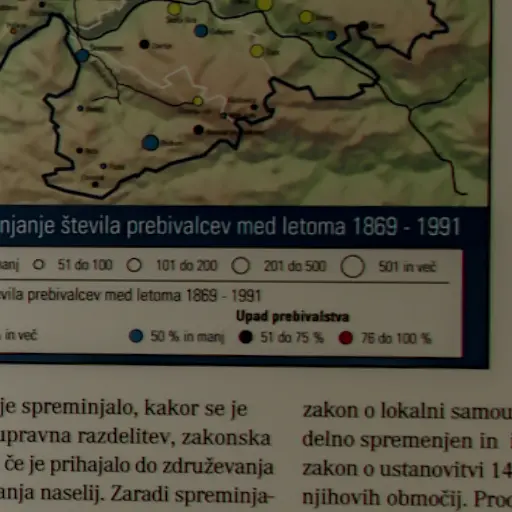 njanje števila prebivalcev med letoma 1869 - 1991
anj 51 do 100 101 do 200 201 do 500 501 in več
vila prebivalcev med letoma 1869 - 1991
Upad prebivalstva
in več 50 % in manj 51 do 75 % 76 do 100 %
je spreminjalo, kakor se je
upravna razdelitev, zakonska
če je prihajalo do združevanja
anja naselij. Zaradi spreminja-
zakon o lokalni samou
delno spremenjen in i
zakon o ustanovitvi 14
njihovih območij. Proc